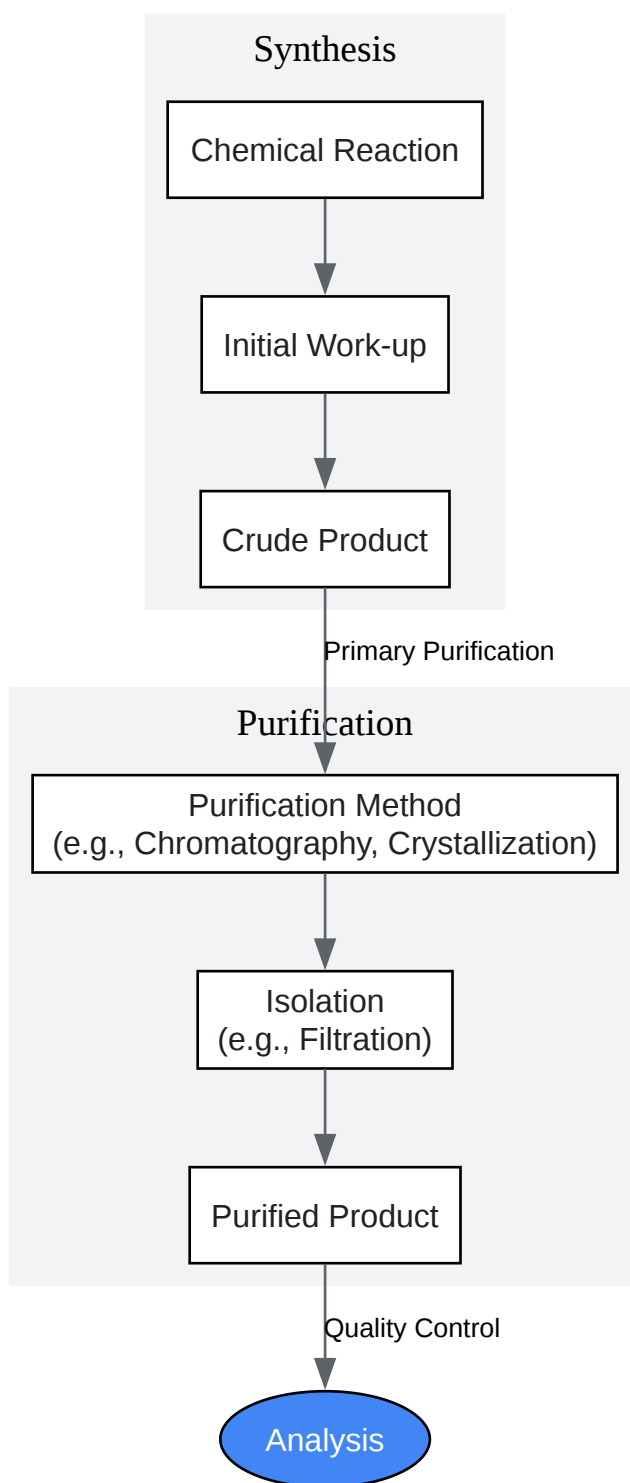 Synthesis
Chemical Reaction
Initial Work-up
Crude Product
Primary Purification
Purification
Purification Method
(e.g., Chromatography, Crystallization)
Isolation
(e.g., Filtration)
Purified Product
Quality Control
Analysis